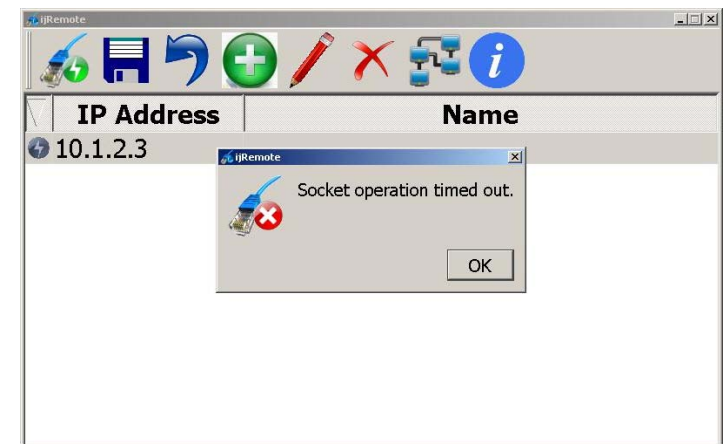 ijRemote
IP Address Name
10.1.2.3
ijRemote
Socket operation timed out.
OK